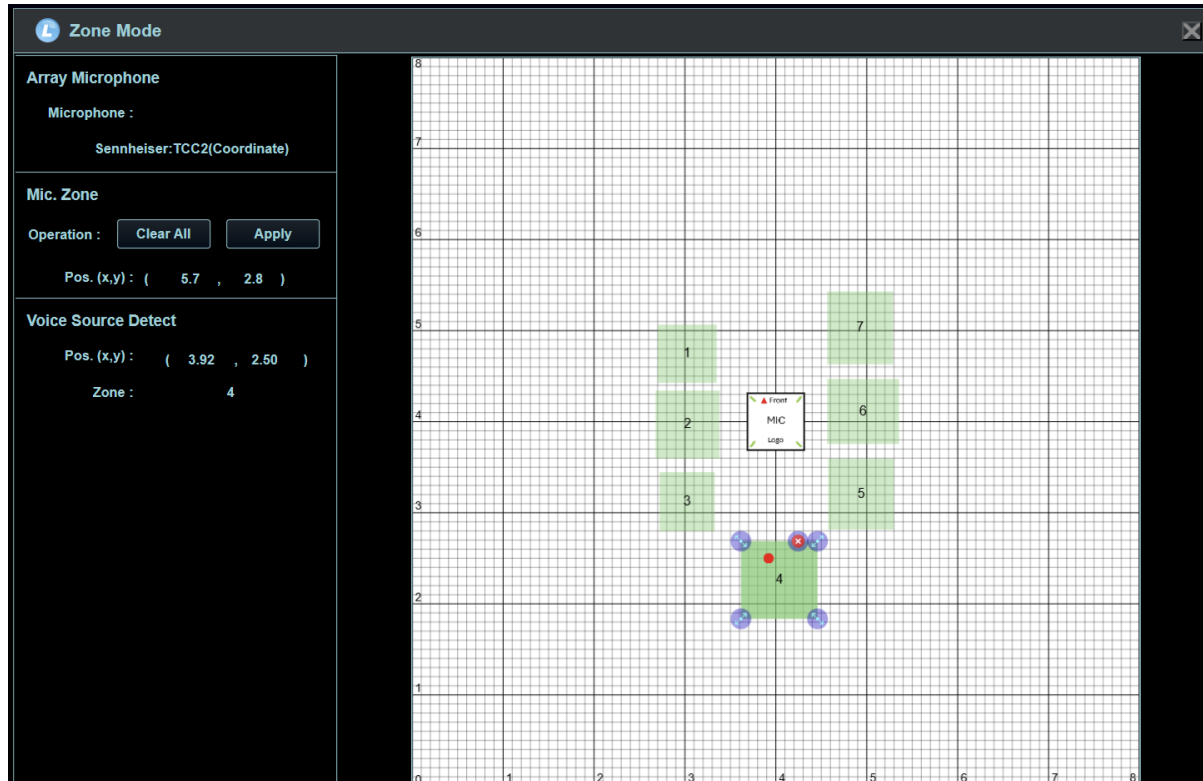 L Zone Mode
Array Microphone
Microphone :
Sennheiser:TCC2(Coordinate)
Mic. Zone
Operation : Clear All Apply
Pos. (x,y) : ( 5.7 , 2.8 )
Voice Source Detect
Pos. (x,y) : ( 3.92 , 2.50 )
Zone : 4
8
7
6
5
4
3
2
1
0 1 2 3 4 5 6 7 8
1
2
3
4
5
6
7
Front
MIC
Logo